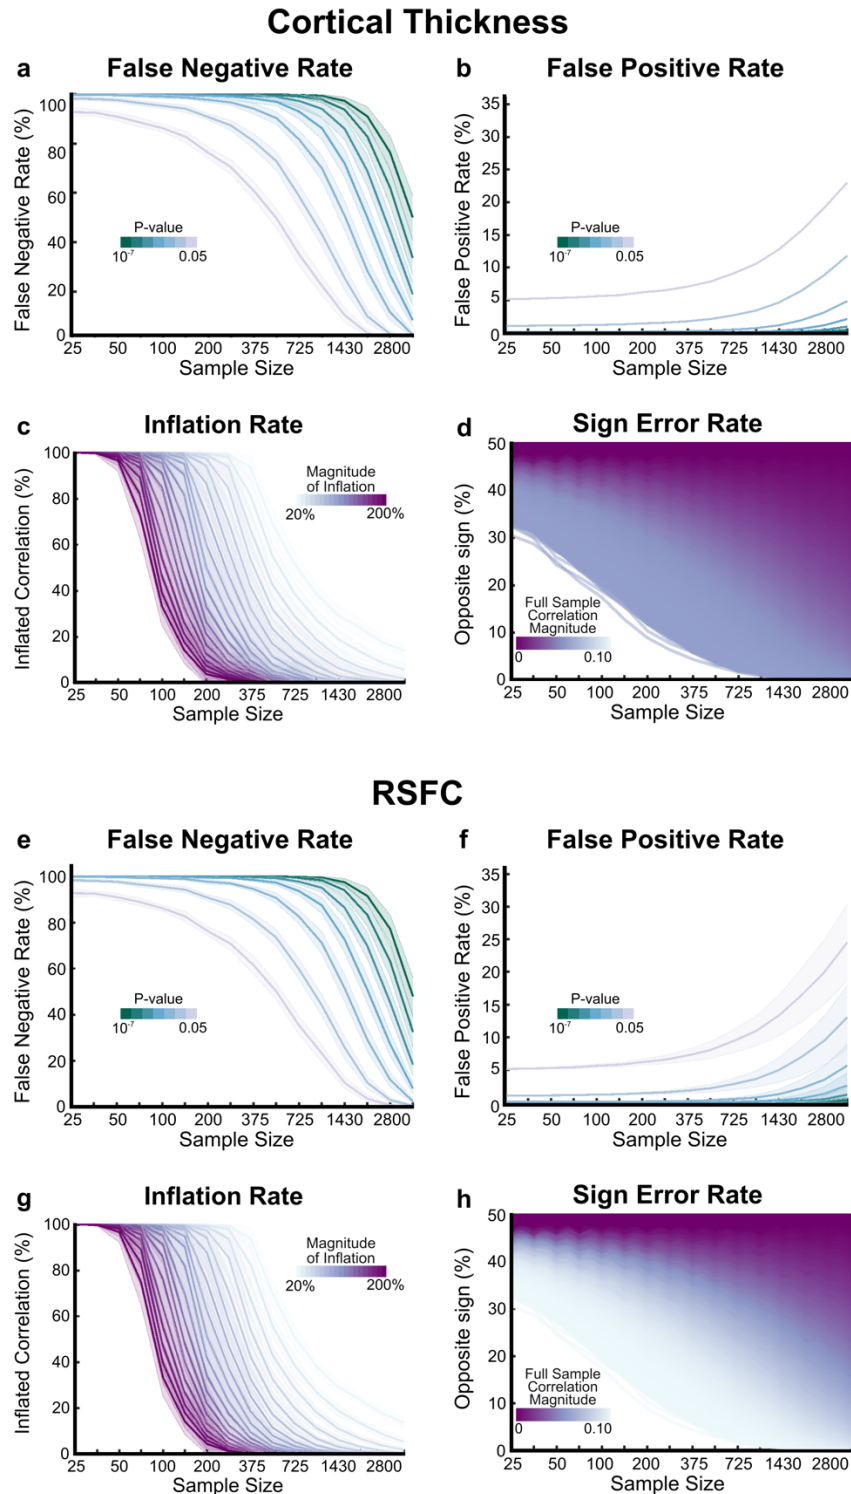 Cortical Thickness
a
False Negative Rate
False Negative Rate (%)
100
80
60
40
20
0
P-value
10-7
0.05
25 50 100 200 375 725 1430 2800
Sample Size
b
False Positive Rate
False Positive Rate (%)
35
30
25
20
15
10
5
0
P-value
10-7
0.05
25 50 100 200 375 725 1430 2800
Sample Size
c
Inflation Rate
Inflated Correlation (%)
100
80
60
40
20
0
Magnitude
of Inflation
20%
200%
25 50 100 200 375 725 1430 2800
Sample Size
d
Sign Error Rate
Opposite sign (%)
50
40
30
20
10
0
Full Sample
Correlation
Magnitude
0
0.10
25 50 100 200 375 725 1430 2800
Sample Size
RSFC
e
False Negative Rate
False Negative Rate (%)
100
80
60
40
20
0
P-value
10-7
0.05
25 50 100 200 375 725 1430 2800
Sample Size
f
False Positive Rate
False Positive Rate (%)
35
30
25
20
15
10
5
0
P-value
10-7
0.05
25 50 100 200 375 725 1430 2800
Sample Size
g
Inflation Rate
Inflated Correlation (%)
100
80
60
40
20
0
Magnitude
of Inflation
20%
200%
25 50 100 200 375 725 1430 2800
Sample Size
h
Sign Error Rate
Opposite sign (%)
50
40
30
20
10
0
Full Sample
Correlation
Magnitude
0
0.10
25 50 100 200 375 725 1430 2800
Sample Size